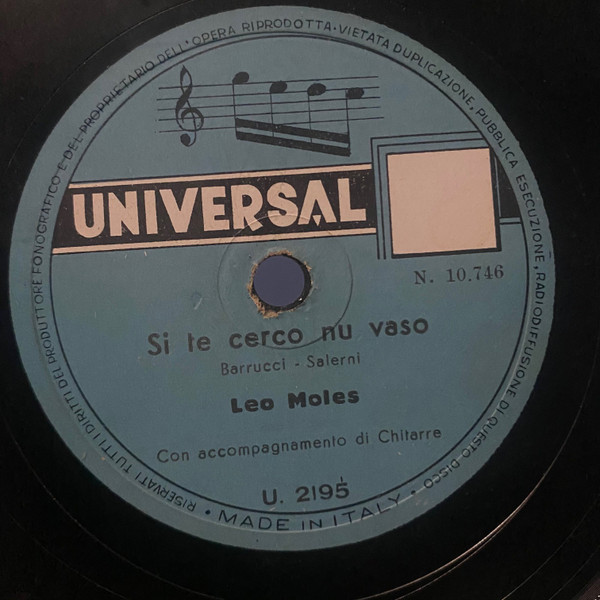 RISERVATI TUTTI I DIRITTI DEL PRODUTTORE FONOGRAFICO E DEL PROPRIETARIO DELL'OPERA RIPRODOTTA · VIETATA DUPLICAZIONE, PUBBLICA ESECUZIONE, RADIODIFFUSIONE DI QUESTO DISCO
UNIVERSAL
N. 10.746
Si te cerco nu vaso
Barrucci - Salerni
Leo Moles
Con accompagnamento di Chitarre
U. 2195
· MADE IN ITALY ·